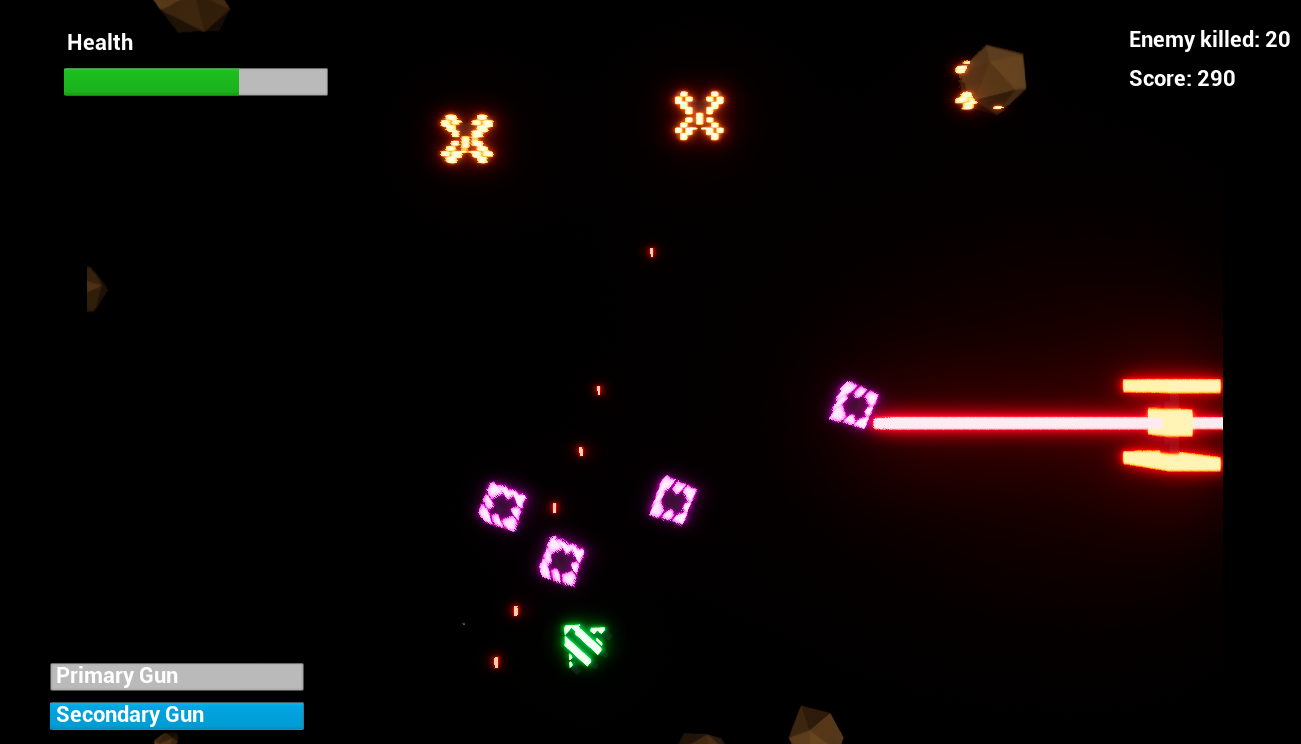 Health
Enemy killed: 20
Score: 290
Primary Gun
Secondary Gun